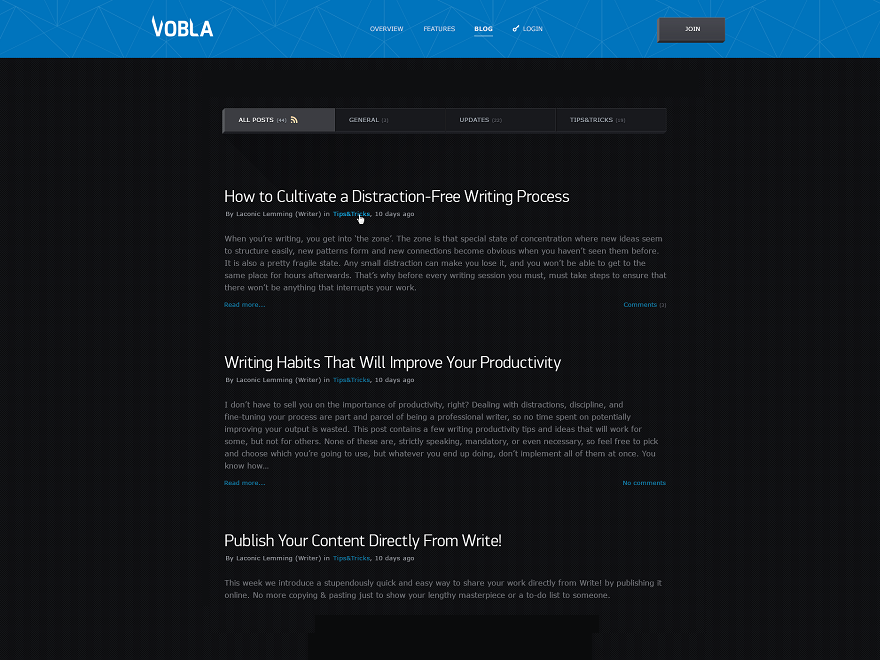 VOBLA
OVERVIEW FEATURES BLOG LOGIN JOIN
ALL POSTS (44) GENERAL (3) UPDATES (22) TIPS&TRICKS (19)
How to Cultivate a Distraction-Free Writing Process
By Laconic Lemming (Writer) in Tips&Tricks, 10 days ago
When you're writing, you get into 'the zone'. The zone is that special state of concentration where new ideas seem
to structure easily, new patterns form and new connections become obvious when you haven't seen them before.
It is also a pretty fragile state. Any small distraction can make you lose it, and you won't be able to get to the
same place for hours afterwards. That's why before every writing session you must, must take steps to ensure that
there won't be anything that interrupts your work.
Read more... Comments (3)
Writing Habits That Will Improve Your Productivity
By Laconic Lemming (Writer) in Tips&Tricks, 10 days ago
I don't have to sell you on the importance of productivity, right? Dealing with distractions, discipline, and
fine-tuning your process are part and parcel of being a professional writer, so no time spent on potentially
improving your output is wasted. This post contains a few writing productivity tips and ideas that will work for
some, but not for others. None of these are, strictly speaking, mandatory, or even necessary, so feel free to pick
and choose which you're going to use, but whatever you end up doing, don't implement all of them at once. You
know how...
Read more... No comments
Publish Your Content Directly From Write!
By Laconic Lemming (Writer) in Tips&Tricks, 10 days ago
This week we introduce a stupendously quick and easy way to share your work directly from Write! by publishing it
online. No more copying & pasting just to show your lengthy masterpiece or a to-do list to someone.